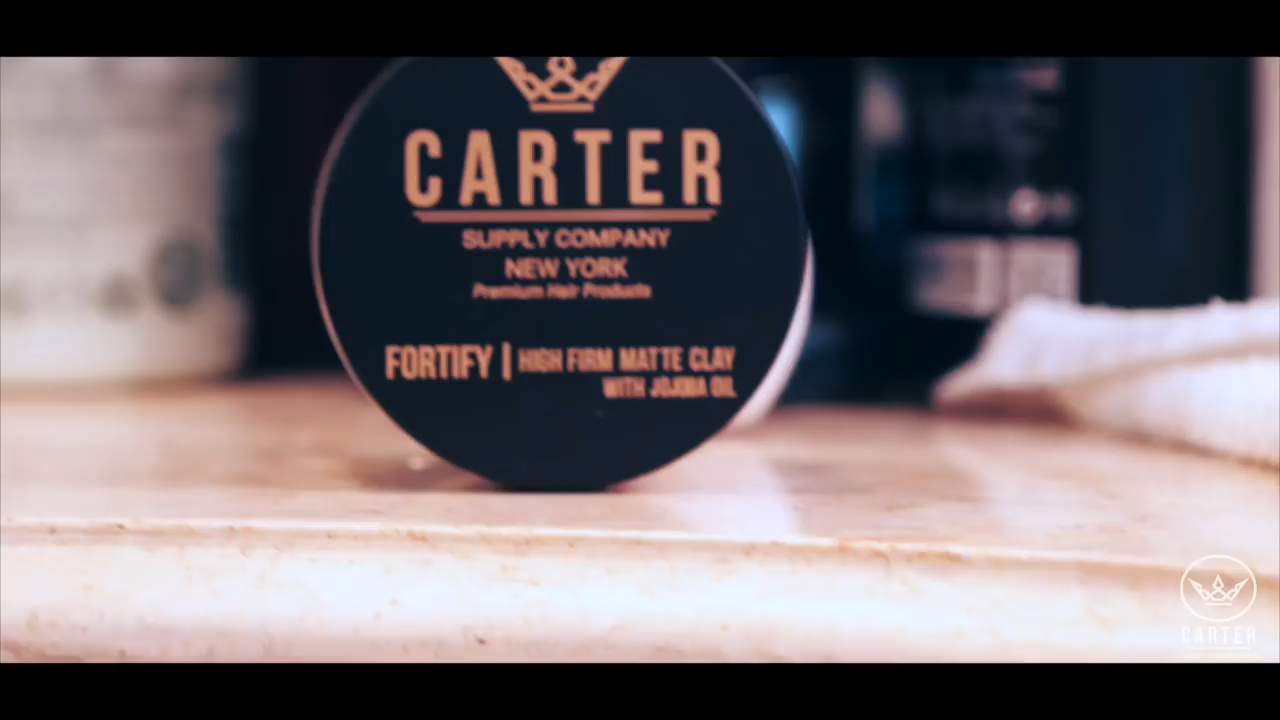 CARTER
SUPPLY COMPANY
NEW YORK
Premium Hair Products
FORTIFY | HIGH FIRM MATTE CLAY
WITH JOJOBA OIL
CARTER